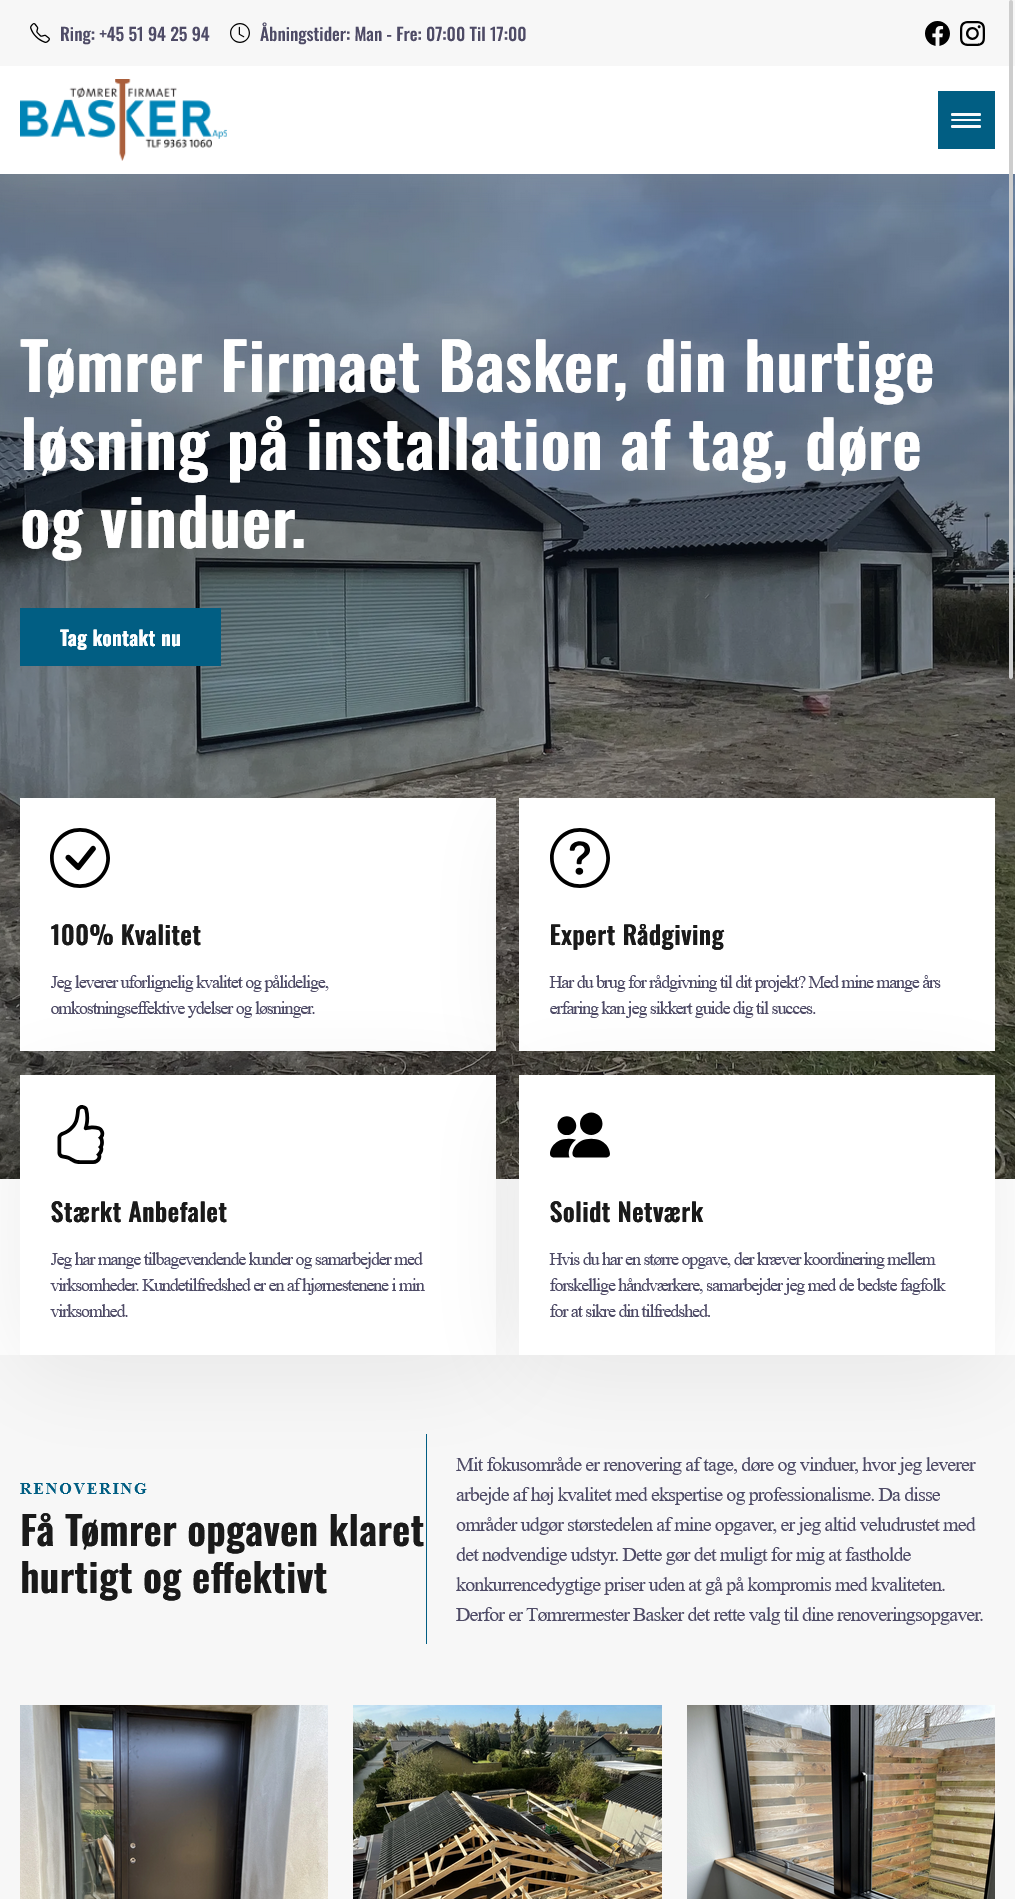 Ring: +45 51 94 25 94
Åbningstider: Man - Fre: 07:00 Til 17:00
TØMRER FIRMAET
BASKER ApS
TLF 9363 1060
Tømrer Firmaet Basker, din hurtige
løsning på installation af tag, døre
og vinduer.
Tag kontakt nu
100% Kvalitet
Jeg leverer uforlignelig kvalitet og pålidelige,
omkostningseffektive ydelser og løsninger.
Expert Rådgiving
Har du brug for rådgivning til dit projekt? Med mine mange års
erfaring kan jeg sikkert guide dig til succes.
Stærkt Anbefalet
Jeg har mange tilbagevendende kunder og samarbejder med
virksomheder. Kundetilfredshed er en af hjørnestenene i min
virksomhed.
Solidt Netværk
Hvis du har en større opgave, der kræver koordinering mellem
forskellige håndværkere, samarbejder jeg med de bedste fagfolk
for at sikre din tilfredshed.
RENOVERING
Få Tømrer opgaven klaret
hurtigt og effektivt
Mit fokusområde er renovering af tage, døre og vinduer, hvor jeg leverer
arbejde af høj kvalitet med ekspertise og professionalisme. Da disse
områder udgør størstedelen af mine opgaver, er jeg altid veludrustet med
det nødvendige udstyr. Dette gør det muligt for mig at fastholde
konkurrencedygtige priser uden at gå på kompromis med kvaliteten.
Derfor er Tømrermester Basker det rette valg til dine renoveringsopgaver.